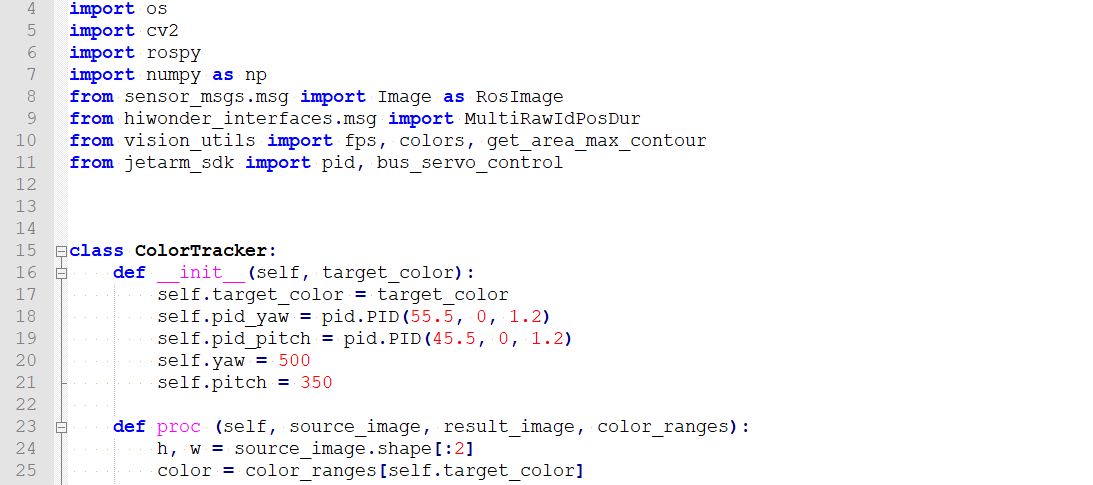 4 import os
5 import cv2
6 import rospy
7 import numpy as np
8 from sensor_msgs.msg import Image as RosImage
9 from hiwonder_interfaces.msg import MultiRawIdPosDur
10 from vision_utils import fps, colors, get_area_max_contour
11 from jetarm_sdk import pid, bus_servo_control
12
13
14
15 class ColorTracker:
16     def __init__(self, target_color):
17         self.target_color = target_color
18         self.pid_yaw = pid.PID(55.5, 0, 1.2)
19         self.pid_pitch = pid.PID(45.5, 0, 1.2)
20         self.yaw = 500
21         self.pitch = 350
22
23     def proc (self, source_image, result_image, color_ranges):
24         h, w = source_image.shape[:2]
25         color = color_ranges[self.target_color]